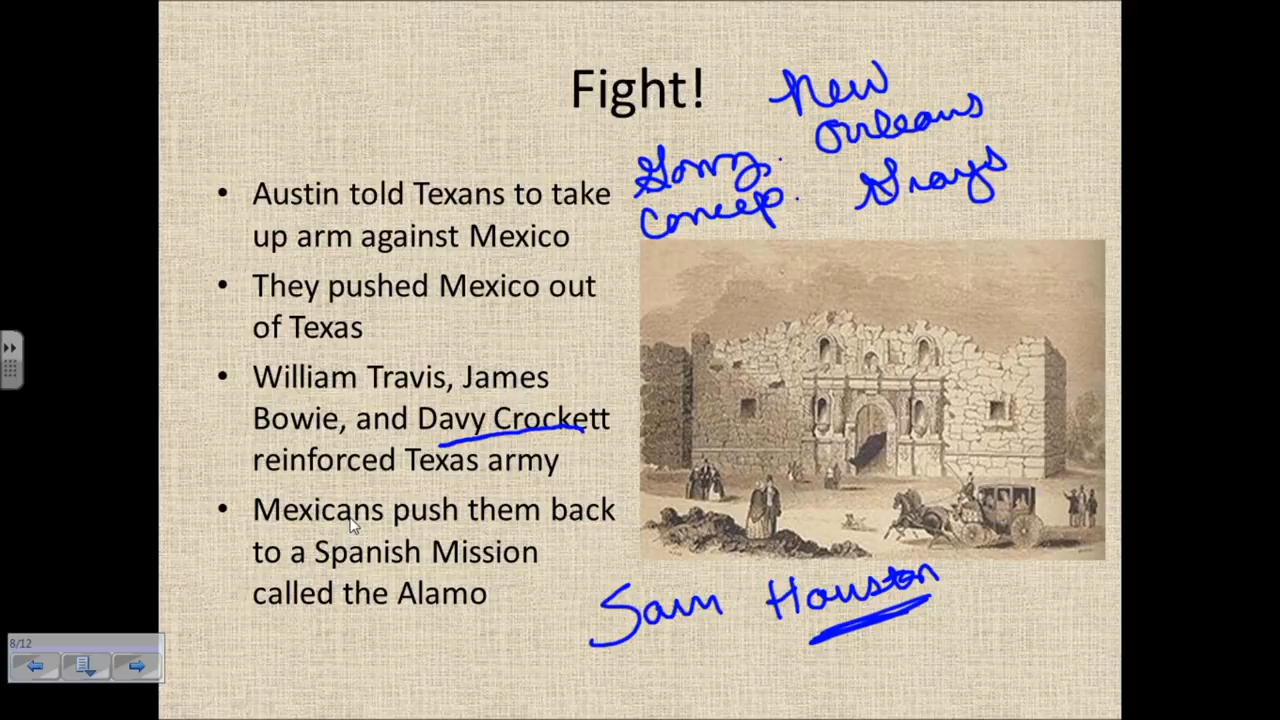 Fight!
New
Orleans
Grays
Gonz.
Concep.
• Austin told Texans to take
up arm against Mexico
• They pushed Mexico out
of Texas
• William Travis, James
Bowie, and Davy Crockett
reinforced Texas army
• Mexicans push them back
to a Spanish Mission
called the Alamo
Sam Houston
8/12